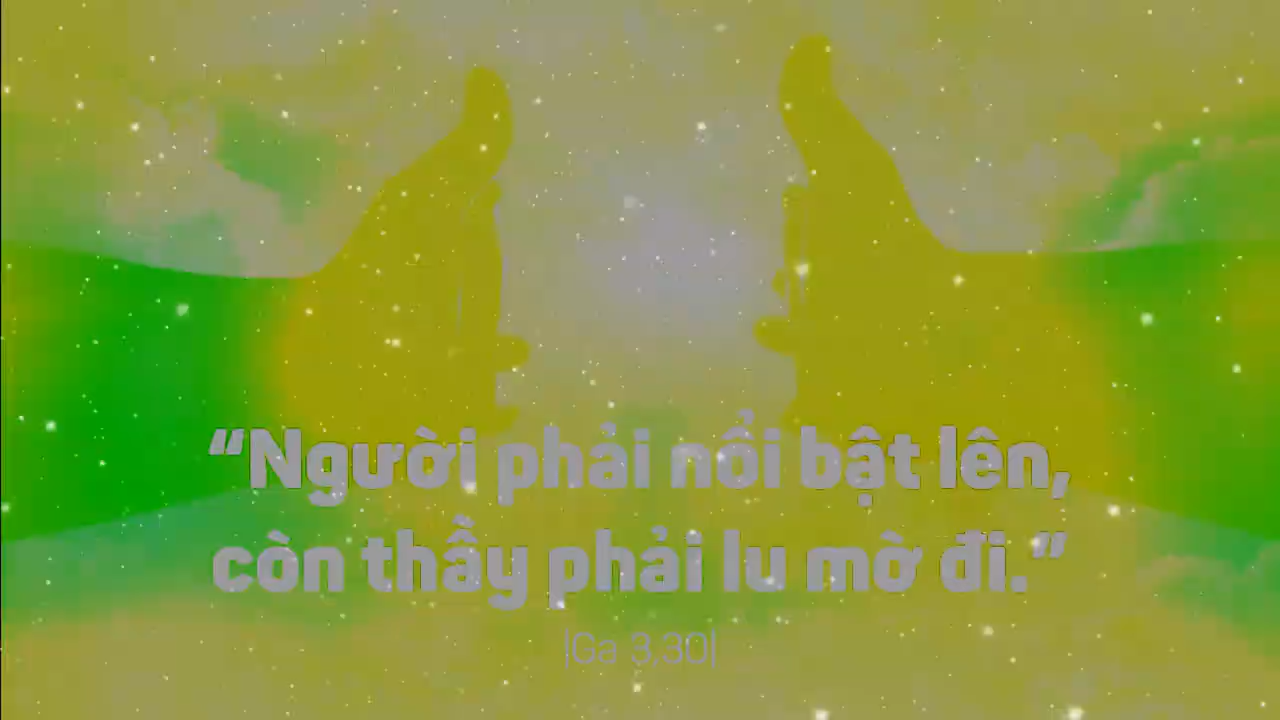 “Người phải nổi bật lên,
còn thầy phải lu mờ đi.”
|Ga 3,30|